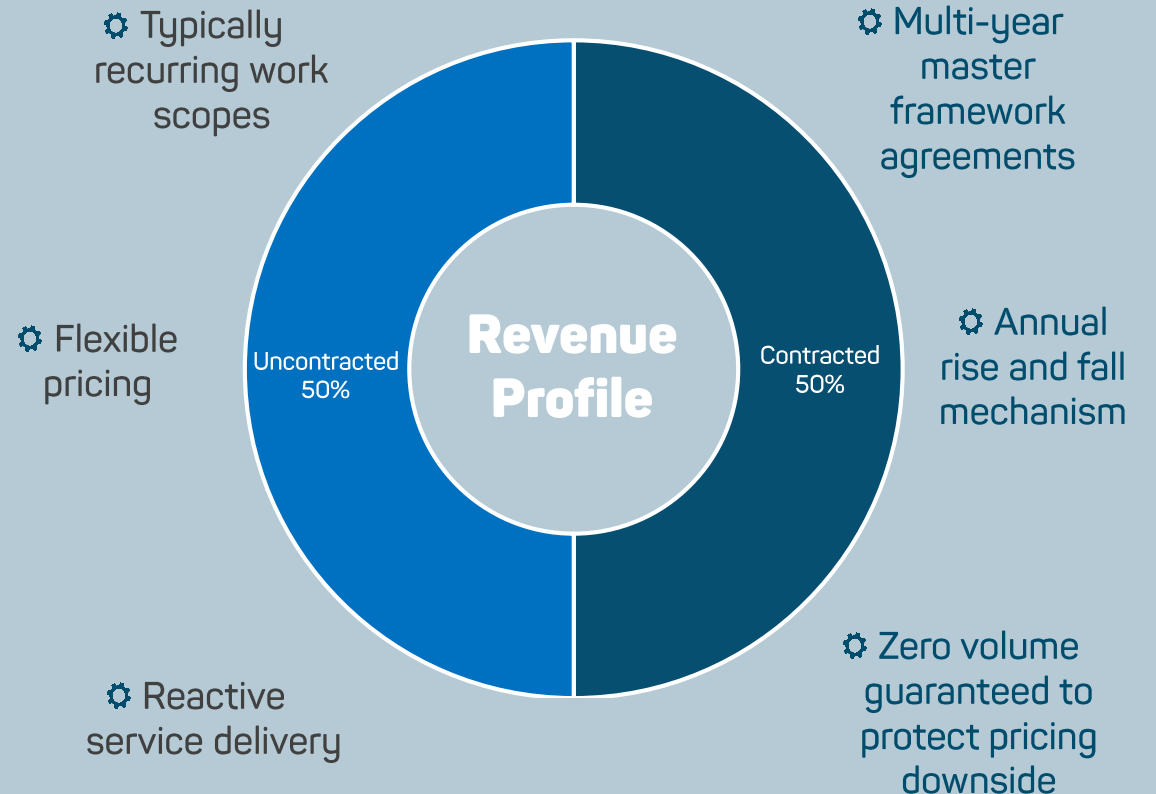 Typically
recurring work
scopes
Flexible
pricing
Reactive
service delivery
Uncontracted
50%
Revenue
Profile
Contracted
50%
Multi-year
master
framework
agreements
Annual
rise and fall
mechanism
Zero volume
guaranteed to
protect pricing
downside